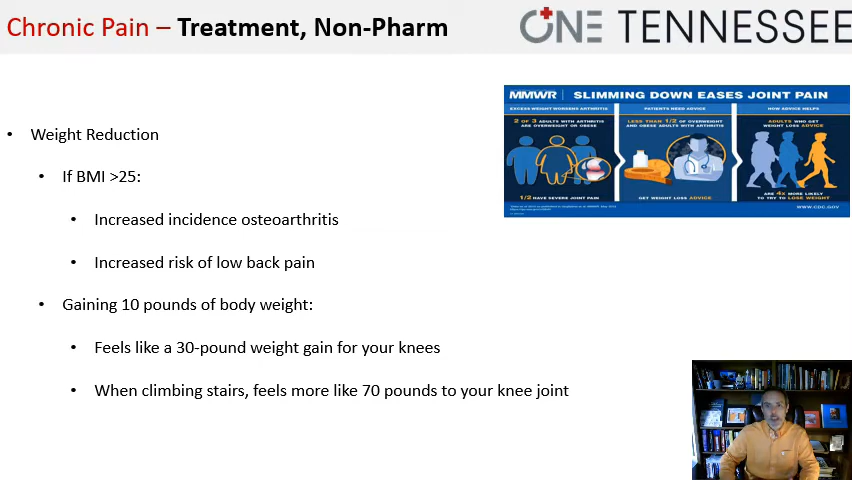 Chronic Pain – Treatment, Non-Pharm
ONE TENNESSEE
• Weight Reduction
• If BMI >25:
• Increased incidence osteoarthritis
• Increased risk of low back pain
• Gaining 10 pounds of body weight:
• Feels like a 30-pound weight gain for your knees
• When climbing stairs, feels more like 70 pounds to your knee joint
MMWR SLIMMING DOWN EASES JOINT PAIN
EXCESS WEIGHT WORSENS ARTHRITIS
2 OF 3 ADULTS WITH ARTHRITIS
ARE OVERWEIGHT OR OBESE
1/2 HAVE SEVERE JOINT PAIN
PATIENTS NEED ADVICE
LESS THAN 1/2 OF OVERWEIGHT
AND OBESE ADULTS WITH ARTHRITIS
GET WEIGHT LOSS ADVICE
HOW ADVICE HELPS
ADULTS WHO GET
WEIGHT LOSS ADVICE
ARE 4X MORE LIKELY
TO TRY TO LOSE WEIGHT
WWW.CDC.GOV